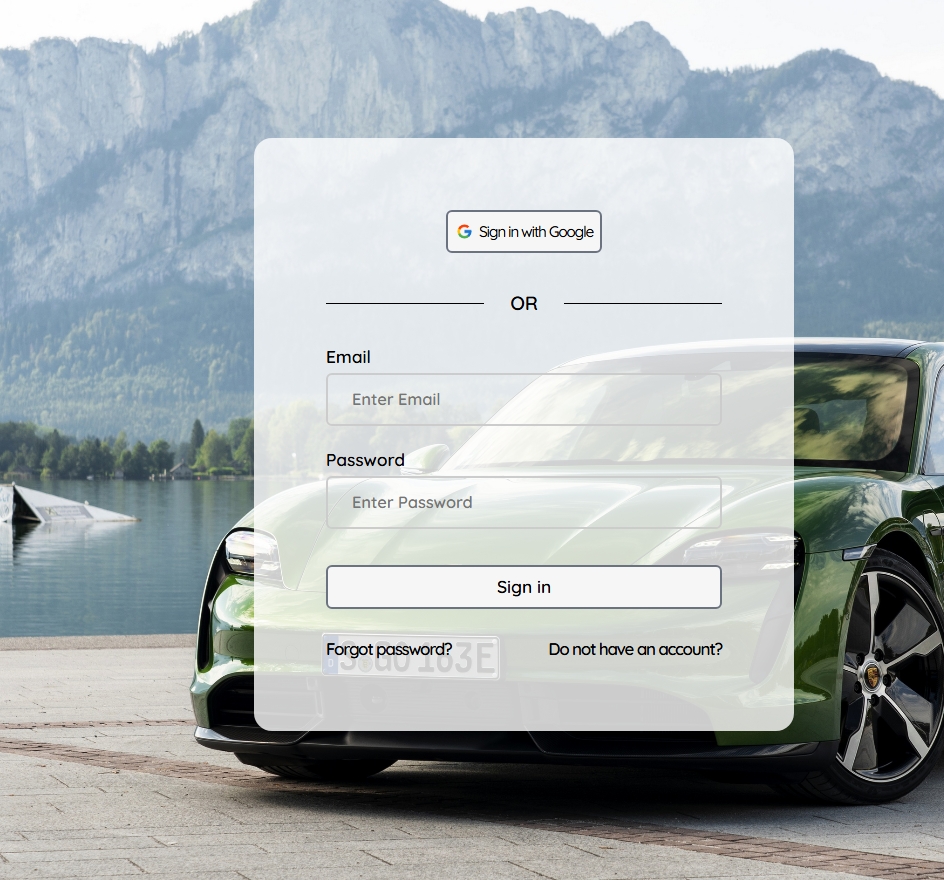 Sign in with Google
OR
Email
Enter Email
Password
Enter Password
Sign in
Forgot password?
Do not have an account?
GO 183E